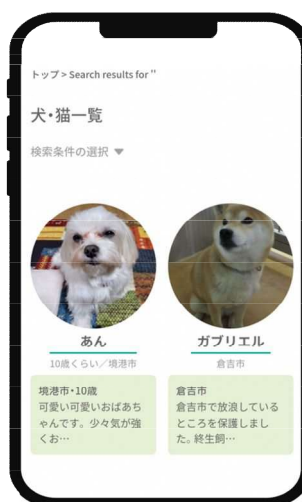 トップ > Search results for "
犬・猫一覧
検索条件の選択 ▼
あん
10歳くらい／境港市
境港市・10歳
可愛い可愛いおばあち
ゃんです。少々気が強
くお…
ガブリエル
倉吉市
倉吉市
倉吉市で放浪している
ところを保護しまし
た。終生飼…